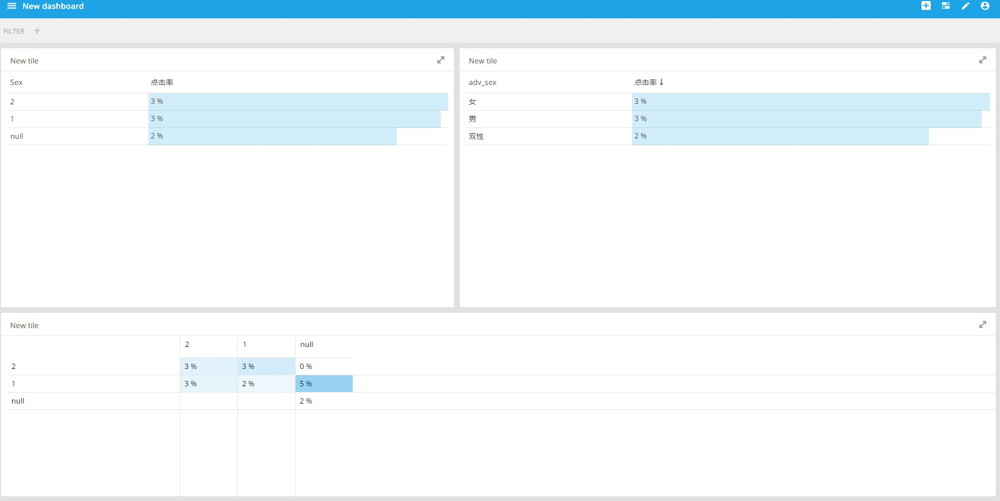 New dashboard
FILTER
New tile
Sex 点击率
2 3 %
1 3 %
null 2 %
New tile
adv_sex 点击率
女 3 %
男 3 %
双性 2 %
New tile
2 1 null
2 3 % 3 % 0 %
1 3 % 2 % 5 %
null 2 %